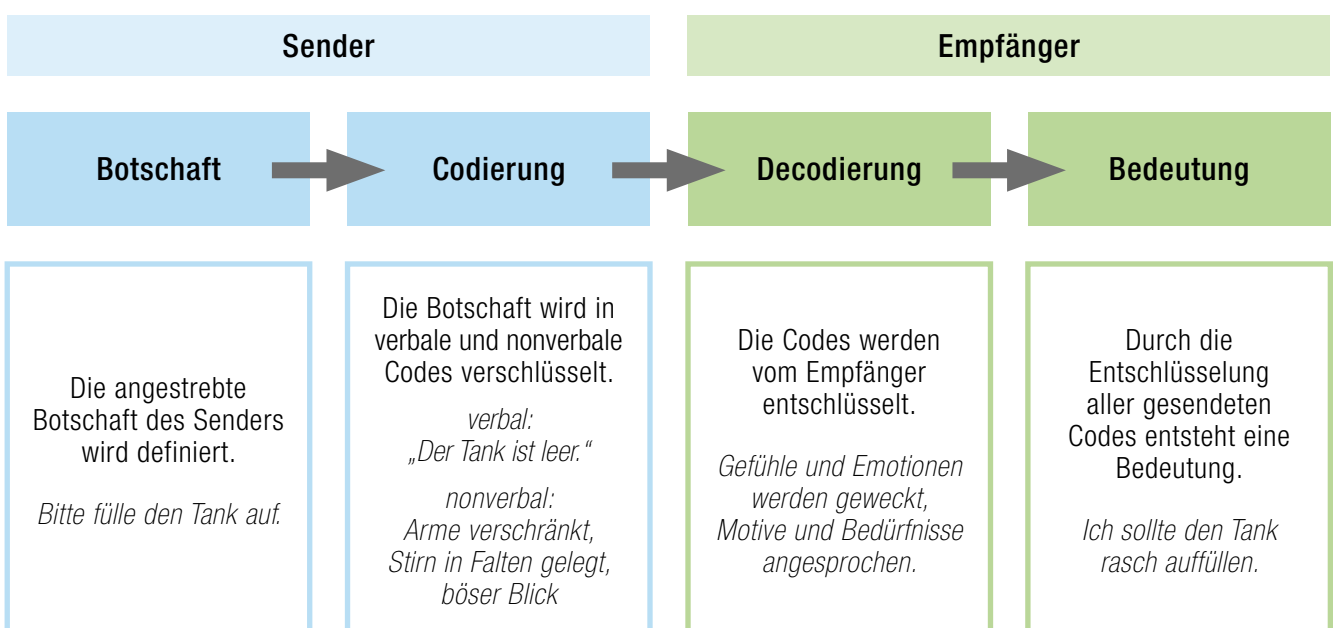 Sender
Empfänger
Botschaft
Codierung
Decodierung
Bedeutung
Die angestrebte
Botschaft des Senders
wird definiert.
Bitte fülle den Tank auf.
Die Botschaft wird in
verbale und nonverbale
Codes verschlüsselt.
verbal:
„Der Tank ist leer.“
nonverbal:
Arme verschränkt,
Stirn in Falten gelegt,
böser Blick
Die Codes werden
vom Empfänger
entschlüsselt.
Gefühle und Emotionen
werden geweckt,
Motive und Bedürfnisse
angesprochen.
Durch die
Entschlüsselung
aller gesendeten
Codes entsteht eine
Bedeutung.
Ich sollte den Tank
rasch auffüllen.